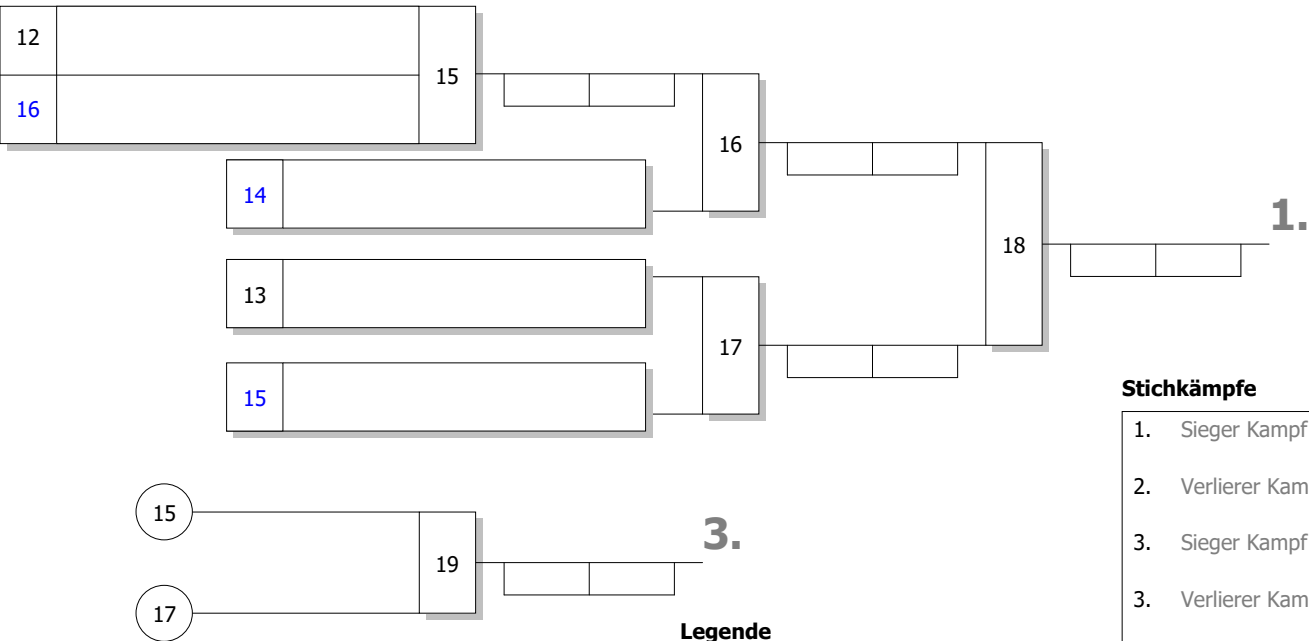 12
15
16
16
14
1.
18
13
17
15
Stichkämpfe
1. Sieger Kampf
2. Verlierer Kam
3. Sieger Kampf
3. Verlierer Kam
15
3.
19
17
Legende